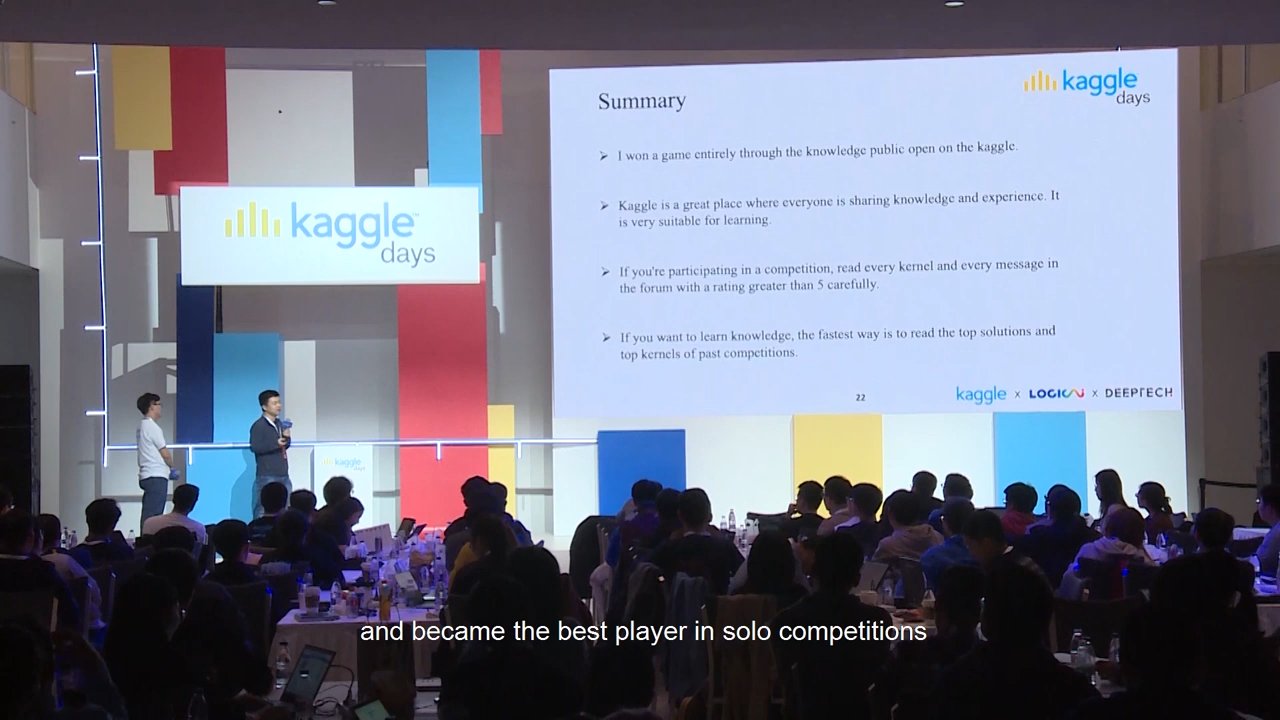 kaggle™
days
kaggle
days
Summary
➢ I won a game entirely through the knowledge public open on the kaggle.
➢ Kaggle is a great place where everyone is sharing knowledge and experience. It
is very suitable for learning.
➢ If you're participating in a competition, read every kernel and every message in
the forum with a rating greater than 5 carefully.
➢ If you want to learn knowledge, the fastest way is to read the top solutions and
top kernels of past competitions.
22
kaggle x LOGICAI x DEEPTECH
kaggle
days
and became the best player in solo competitions